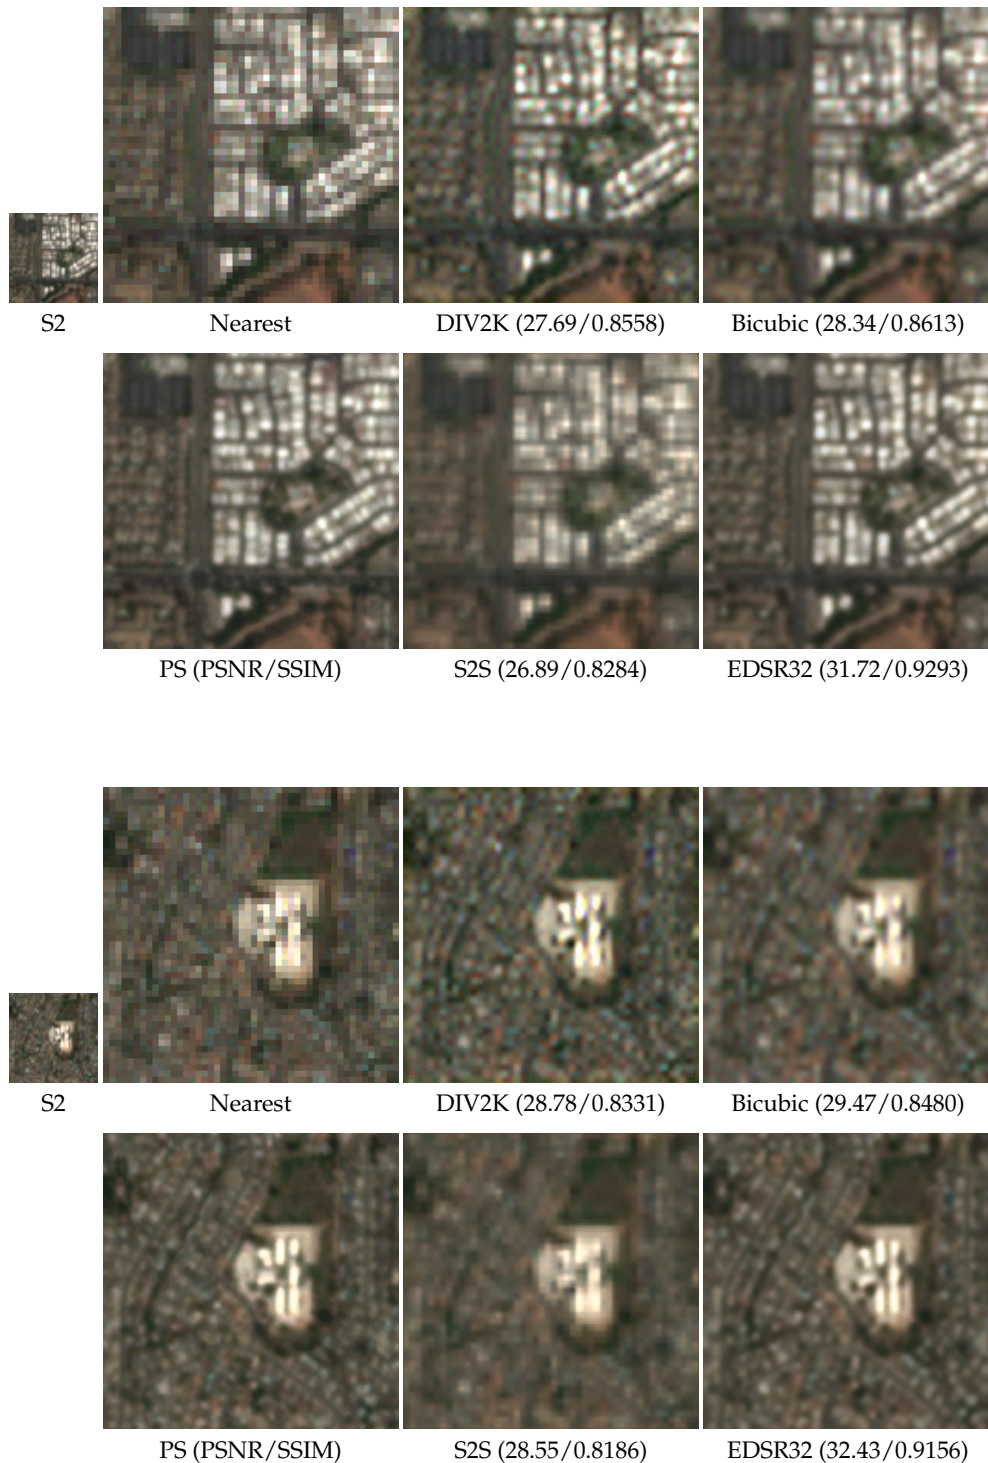 S2 Nearest DIV2K (27.69/0.8558) Bicubic (28.34/0.8613)
PS (PSNR/SSIM) S2S (26.89/0.8284) EDSR32 (31.72/0.9293)
S2 Nearest DIV2K (28.78/0.8331) Bicubic (29.47/0.8480)
PS (PSNR/SSIM) S2S (28.55/0.8186) EDSR32 (32.43/0.9156)